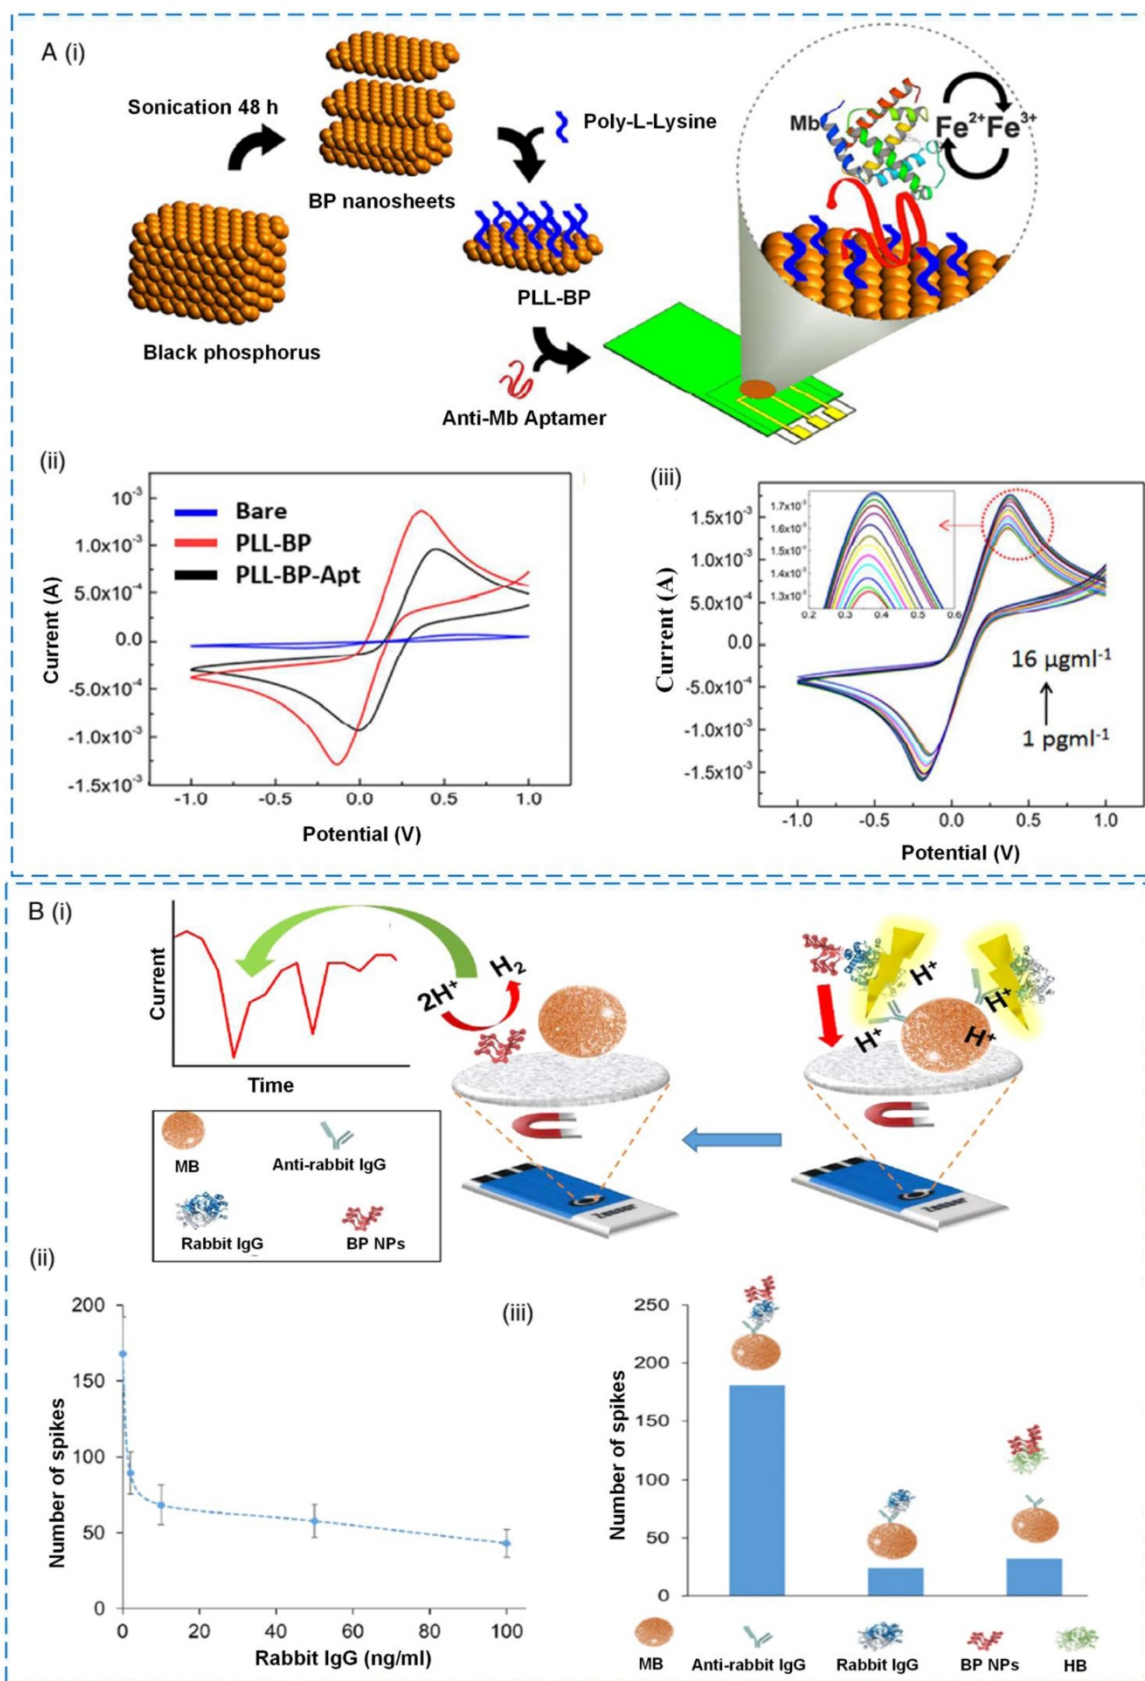 A (i)
Sonication 48 h
Poly-L-Lysine
Mb
Fe²⁺Fe³⁺
BP nanosheets
PLL-BP
Black phosphorus
Anti-Mb Aptamer
(ii)
10⁻³
1.0x10⁻³
5.0x10⁻⁴
0.0
-5.0x10⁻⁴
-1.0x10⁻³
-1.5x10⁻³
Current (A)
Bare
PLL-BP
PLL-BP-Apt
-1.0 -0.5 0.0 0.5 1.0
Potential (V)
(iii)
1.5x10⁻³
1.0x10⁻³
5.0x10⁻⁴
0.0
-5.0x10⁻⁴
-1.0x10⁻³
-1.5x10⁻³
Current (A)
1.7x10⁻³
1.6x10⁻³
1.5x10⁻³
1.4x10⁻³
1.3x10⁻³
0.2 0.3 0.4 0.5 0.6
16 µgml⁻¹
1 pgml⁻¹
-1.0 -0.5 0.0 0.5 1.0
Potential (V)
B (i)
Current
Time
2H⁺
H₂
H⁺
H⁺
H⁺
H⁺
MB
Anti-rabbit IgG
Rabbit IgG
BP NPs
(ii)
200
150
100
50
0
Number of spikes
0 20 40 60 80 100
Rabbit IgG (ng/ml)
(iii)
250
200
150
100
50
0
Number of spikes
MB
Anti-rabbit IgG
Rabbit IgG
BP NPs
HB